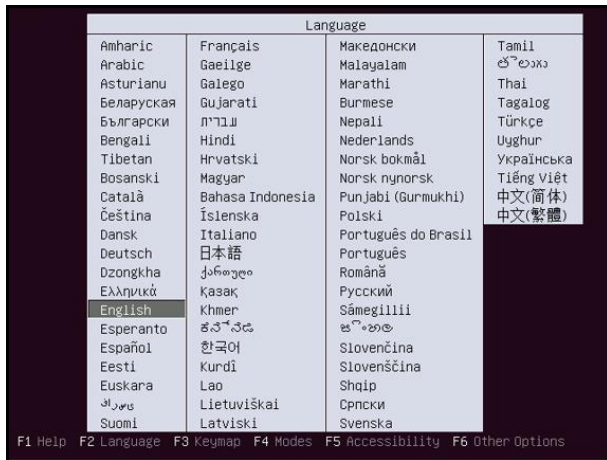 Language
Amharic
Arabic
Asturianu
Беларуская
Български
Bengali
Tibetan
Bosanski
Català
Čeština
Dansk
Deutsch
Dzongkha
Ελληνικά
English
Esperanto
Español
Eesti
Euskara
Suomi
Français
Gaeilge
Galego
Gujarati
עברית
Hindi
Hrvatski
Magyar
Bahasa Indonesia
Íslenska
Italiano
日本語
ქართული
Қазақ
Khmer
ಕನ್ನಡ
한국어
Kurdî
Lao
Lietuviškai
Latviski
Македонски
Malayalam
Marathi
Burmese
Nepali
Nederlands
Norsk bokmål
Norsk nynorsk
Punjabi (Gurmukhi)
Polski
Português do Brasil
Português
Română
Русский
Sámegillii
Slovenčina
Slovenščina
Shqip
Српски
Svenska
Tamil
Thai
Tagalog
Türkçe
Uyghur
Українська
Tiếng Việt
中文(简体)
中文(繁體)
F1 Help F2 Language F3 Keymap F4 Modes F5 Accessibility F6 Other Options